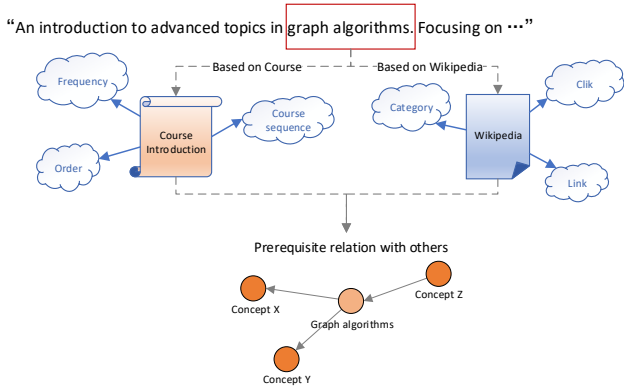 “An introduction to advanced topics in graph algorithms. Focusing on ⋯”
Based on Course
Based on Wikipedia
Frequency
Order
Course
Introduction
Course
sequence
Category
Wikipedia
Clik
Link
Prerequisite relation with others
Concept X
Graph algorithms
Concept Z
Concept Y